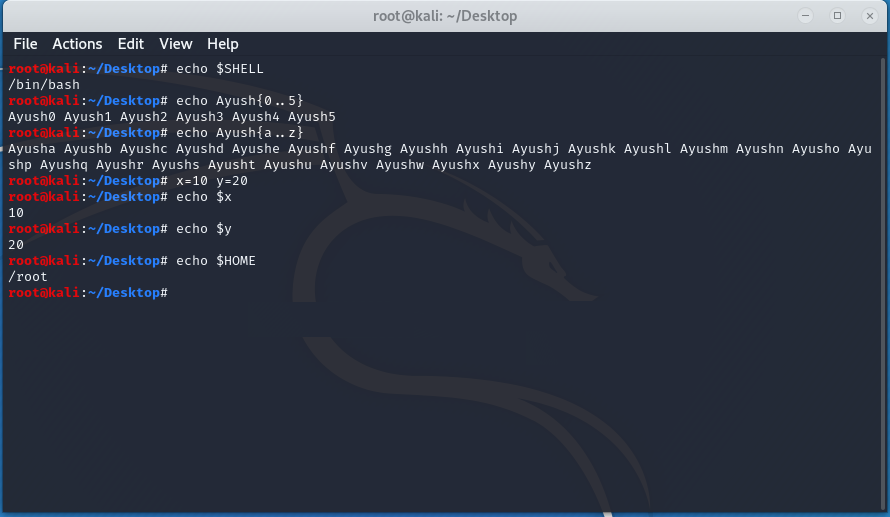 root@kali: ~/Desktop
File Actions Edit View Help
root@kali:~/Desktop# echo $SHELL
/bin/bash
root@kali:~/Desktop# echo Ayush{0..5}
Ayush0 Ayush1 Ayush2 Ayush3 Ayush4 Ayush5
root@kali:~/Desktop# echo Ayush{a..z}
Ayusha Ayushb Ayushc Ayushd Ayushe Ayushf Ayushg Ayushh Ayushi Ayushj Ayushk Ayushl Ayushm Ayushn Ayusho Ayu
shp Ayushq Ayushr Ayushs Ayusht Ayushu Ayushv Ayushw Ayushx Ayushy Ayushz
root@kali:~/Desktop# x=10 y=20
root@kali:~/Desktop# echo $x
10
root@kali:~/Desktop# echo $y
20
root@kali:~/Desktop# echo $HOME
/root
root@kali:~/Desktop#